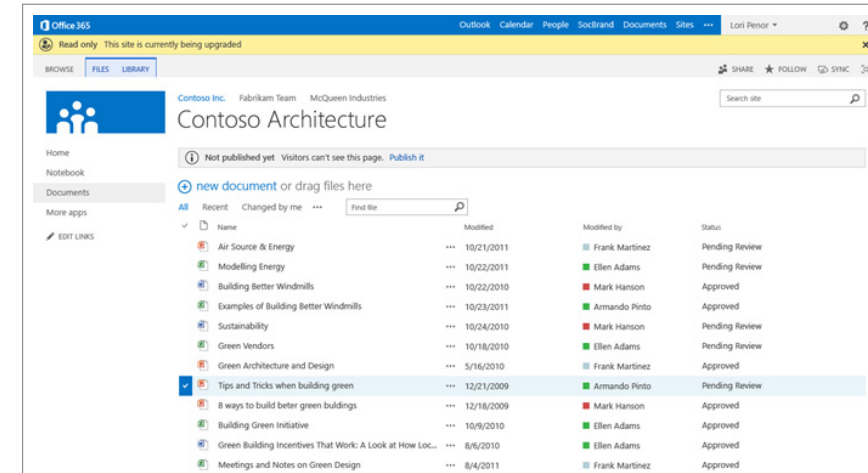 Office 365 Outlook Calendar People SocBrand Documents Sites ••• Lori Penor ?
Read only This site is currently being upgraded x
BROWSE FILES LIBRARY SHARE FOLLOW SYNC
Contoso Inc. Fabrikam Team McQueen Industries Search site
Contoso Architecture
Home
Notebook
Documents
More apps
EDIT LINKS
Not published yet Visitors can't see this page. Publish it
new document or drag files here
All Recent Changed by me ••• Find file
Name Modified Modified by Status
Air Source & Energy ••• 10/21/2011 Frank Martinez Pending Review
Modelling Energy ••• 10/22/2011 Ellen Adams Pending Review
Building Better Windmills ••• 10/22/2010 Mark Hanson Approved
Examples of Building Better Windmills ••• 10/23/2011 Armando Pinto Approved
Sustainability ••• 10/24/2010 Mark Hanson Pending Review
Green Vendors ••• 10/18/2010 Ellen Adams Pending Review
Green Architecture and Design ••• 5/16/2010 Frank Martinez Approved
Tips and Tricks when building green ••• 12/21/2009 Armando Pinto Pending Review
8 ways to build beter green buldings ••• 12/18/2009 Mark Hanson Approved
Building Green Initiative ••• 10/9/2010 Ellen Adams Approved
Green Building Incentives That Work: A Look at How Loc... ••• 8/6/2010 Ellen Adams Approved
Meetings and Notes on Green Design ••• 8/4/2011 Frank Martinez Approved